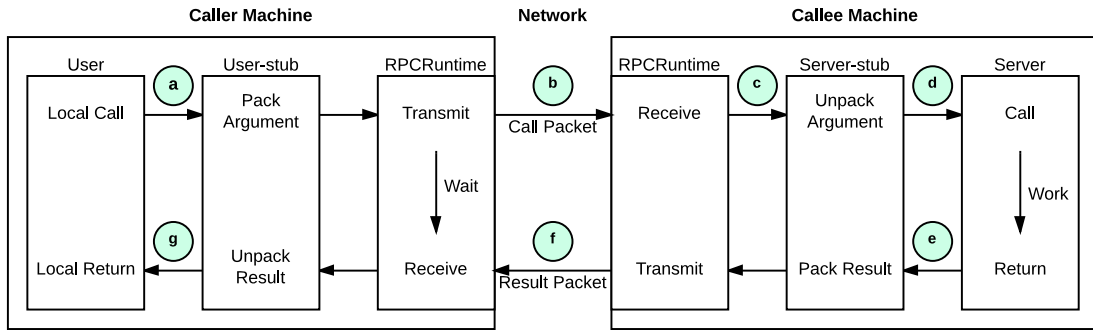 Caller Machine
Network
Callee Machine
User
User-stub
RPCRuntime
RPCRuntime
Server-stub
Server
a
b
c
d
Local Call
Pack
Argument
Transmit
Call Packet
Receive
Unpack
Argument
Call
Wait
Work
g
f
e
Local Return
Unpack
Result
Receive
Result Packet
Transmit
Pack Result
Return